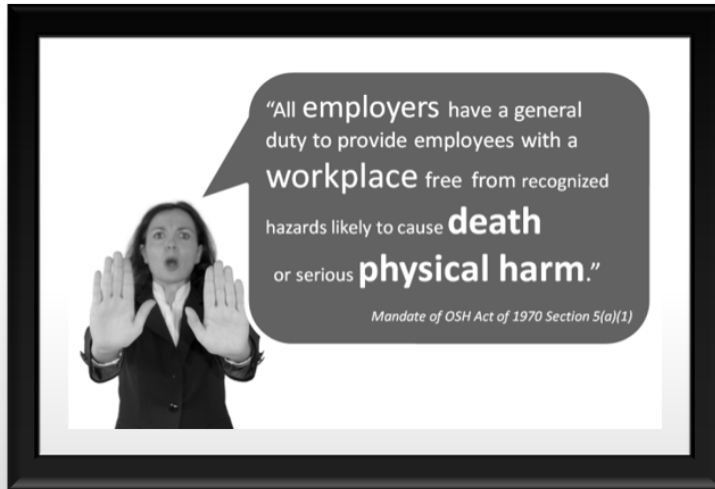 “All employers have a general
duty to provide employees with a
workplace free from recognized
hazards likely to cause death
or serious physical harm.”
Mandate of OSH Act of 1970 Section 5(a)(1)